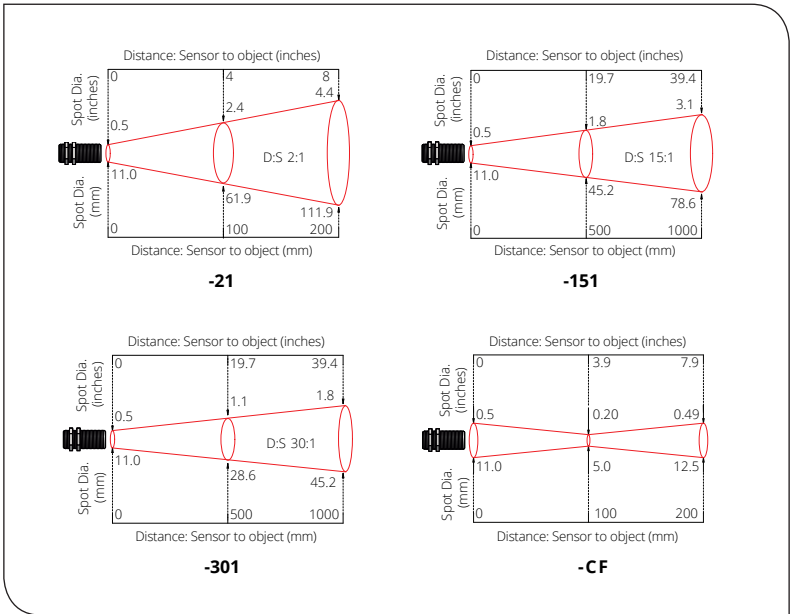 Distance: Sensor to object (inches)
Spot Dia.
(inches)
0
4
8
4.4
2.4
0.5
D:S 2:1
11.0
61.9
111.9
Spot Dia.
(mm)
0
100
200
Distance: Sensor to object (mm)
-21
Distance: Sensor to object (inches)
Spot Dia.
(inches)
0
19.7
39.4
3.1
1.8
0.5
D:S 15:1
11.0
45.2
78.6
Spot Dia.
(mm)
0
500
1000
Distance: Sensor to object (mm)
-151
Distance: Sensor to object (inches)
Spot Dia.
(inches)
0
19.7
39.4
1.8
1.1
0.5
D:S 30:1
11.0
28.6
45.2
Spot Dia.
(mm)
0
500
1000
Distance: Sensor to object (mm)
-301
Distance: Sensor to object (inches)
Spot Dia.
(inches)
0
3.9
7.9
0.5
0.20
0.49
11.0
5.0
12.5
Spot Dia.
(mm)
0
100
200
Distance: Sensor to object (mm)
-CF